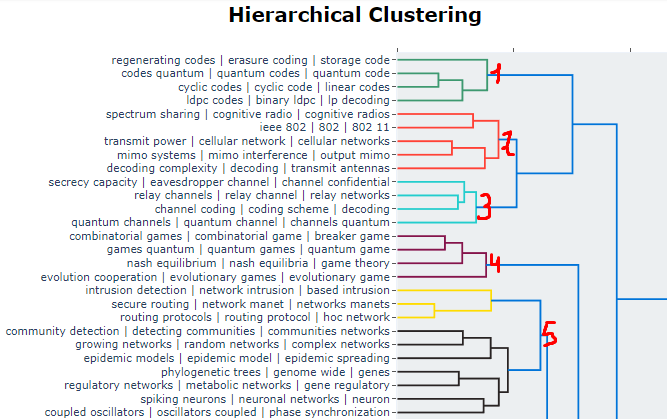 Hierarchical Clustering
regenerating codes | erasure coding | storage code
codes quantum | quantum codes | quantum code
cyclic codes | cyclic code | linear codes
ldpc codes | binary ldpc | lp decoding
spectrum sharing | cognitive radio | cognitive radios
ieee 802 | 802 | 802 11
transmit power | cellular network | cellular networks
mimo systems | mimo interference | output mimo
decoding complexity | decoding | transmit antennas
secrecy capacity | eavesdropper channel | channel confidential
relay channels | relay channel | relay networks
channel coding | coding scheme | decoding
quantum channels | quantum channel | channels quantum
combinatorial games | combinatorial game | breaker game
games quantum | quantum games | quantum game
nash equilibrium | nash equilibria | game theory
evolution cooperation | evolutionary games | evolutionary game
intrusion detection | network intrusion | based intrusion
secure routing | network manet | networks manets
routing protocols | routing protocol | hoc network
community detection | detecting communities | communities networks
growing networks | random networks | complex networks
epidemic models | epidemic model | epidemic spreading
phylogenetic trees | genome wide | genes
regulatory networks | metabolic networks | gene regulatory
spiking neurons | neuronal networks | neuron
coupled oscillators | oscillators coupled | phase synchronization
1
2
3
4
5